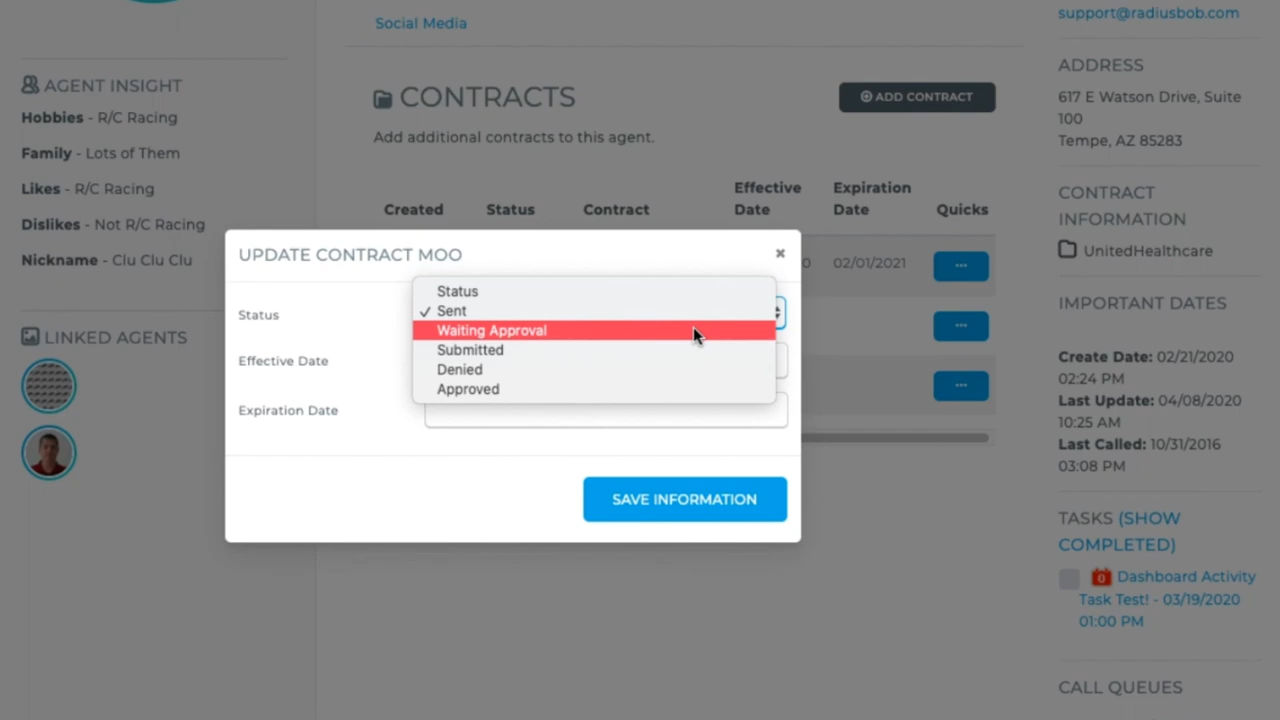 Social Media
AGENT INSIGHT
Hobbies - R/C Racing
Family - Lots of Them
Likes - R/C Racing
Dislikes - Not R/C Racing
Nickname - Clu Clu Clu
LINKED AGENTS
CONTRACTS
ADD CONTRACT
Add additional contracts to this agent.
Created Status Contract Effective Date Expiration Date Quicks
0 02/01/2021
UPDATE CONTRACT MOO
Status
Status
✓ Sent
Waiting Approval
Submitted
Denied
Approved
Effective Date
Expiration Date
SAVE INFORMATION
support@radiusbob.com
ADDRESS
617 E Watson Drive, Suite
100
Tempe, AZ 85283
CONTRACT
INFORMATION
UnitedHealthcare
IMPORTANT DATES
Create Date: 02/21/2020
02:24 PM
Last Update: 04/08/2020
10:25 AM
Last Called: 10/31/2016
03:08 PM
TASKS (SHOW
COMPLETED)
0 Dashboard Activity
Task Test! - 03/19/2020
01:00 PM
CALL QUEUES